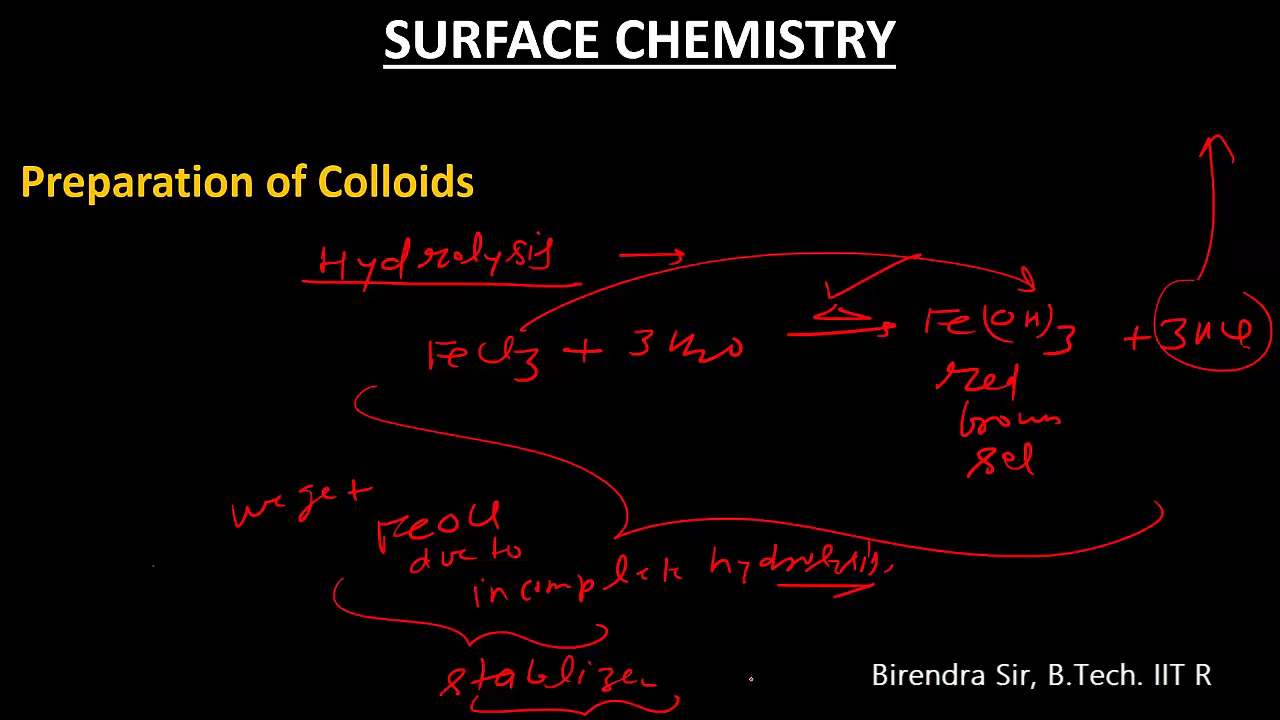 SURFACE CHEMISTRY
Preparation of Colloids
Hydrolysis →
FeCl3 + 3H2O —Δ→ Fe(OH)3 + 3HCl ↑
red
brown
sol
we get FeOCl
due to
incomplete hydrolysis.
stablizer
Birendra Sir, B.Tech. IIT R